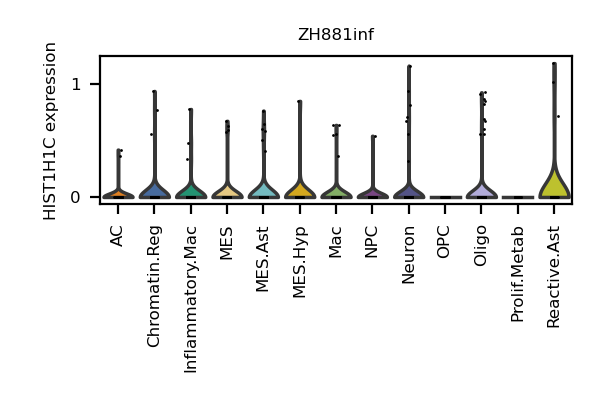 ZH881inf
HIST1H1C expression
1
0
AC
Chromatin.Reg
Inflammatory.Mac
MES
MES.Ast
MES.Hyp
Mac
NPC
Neuron
OPC
Oligo
Prolif.Metab
Reactive.Ast